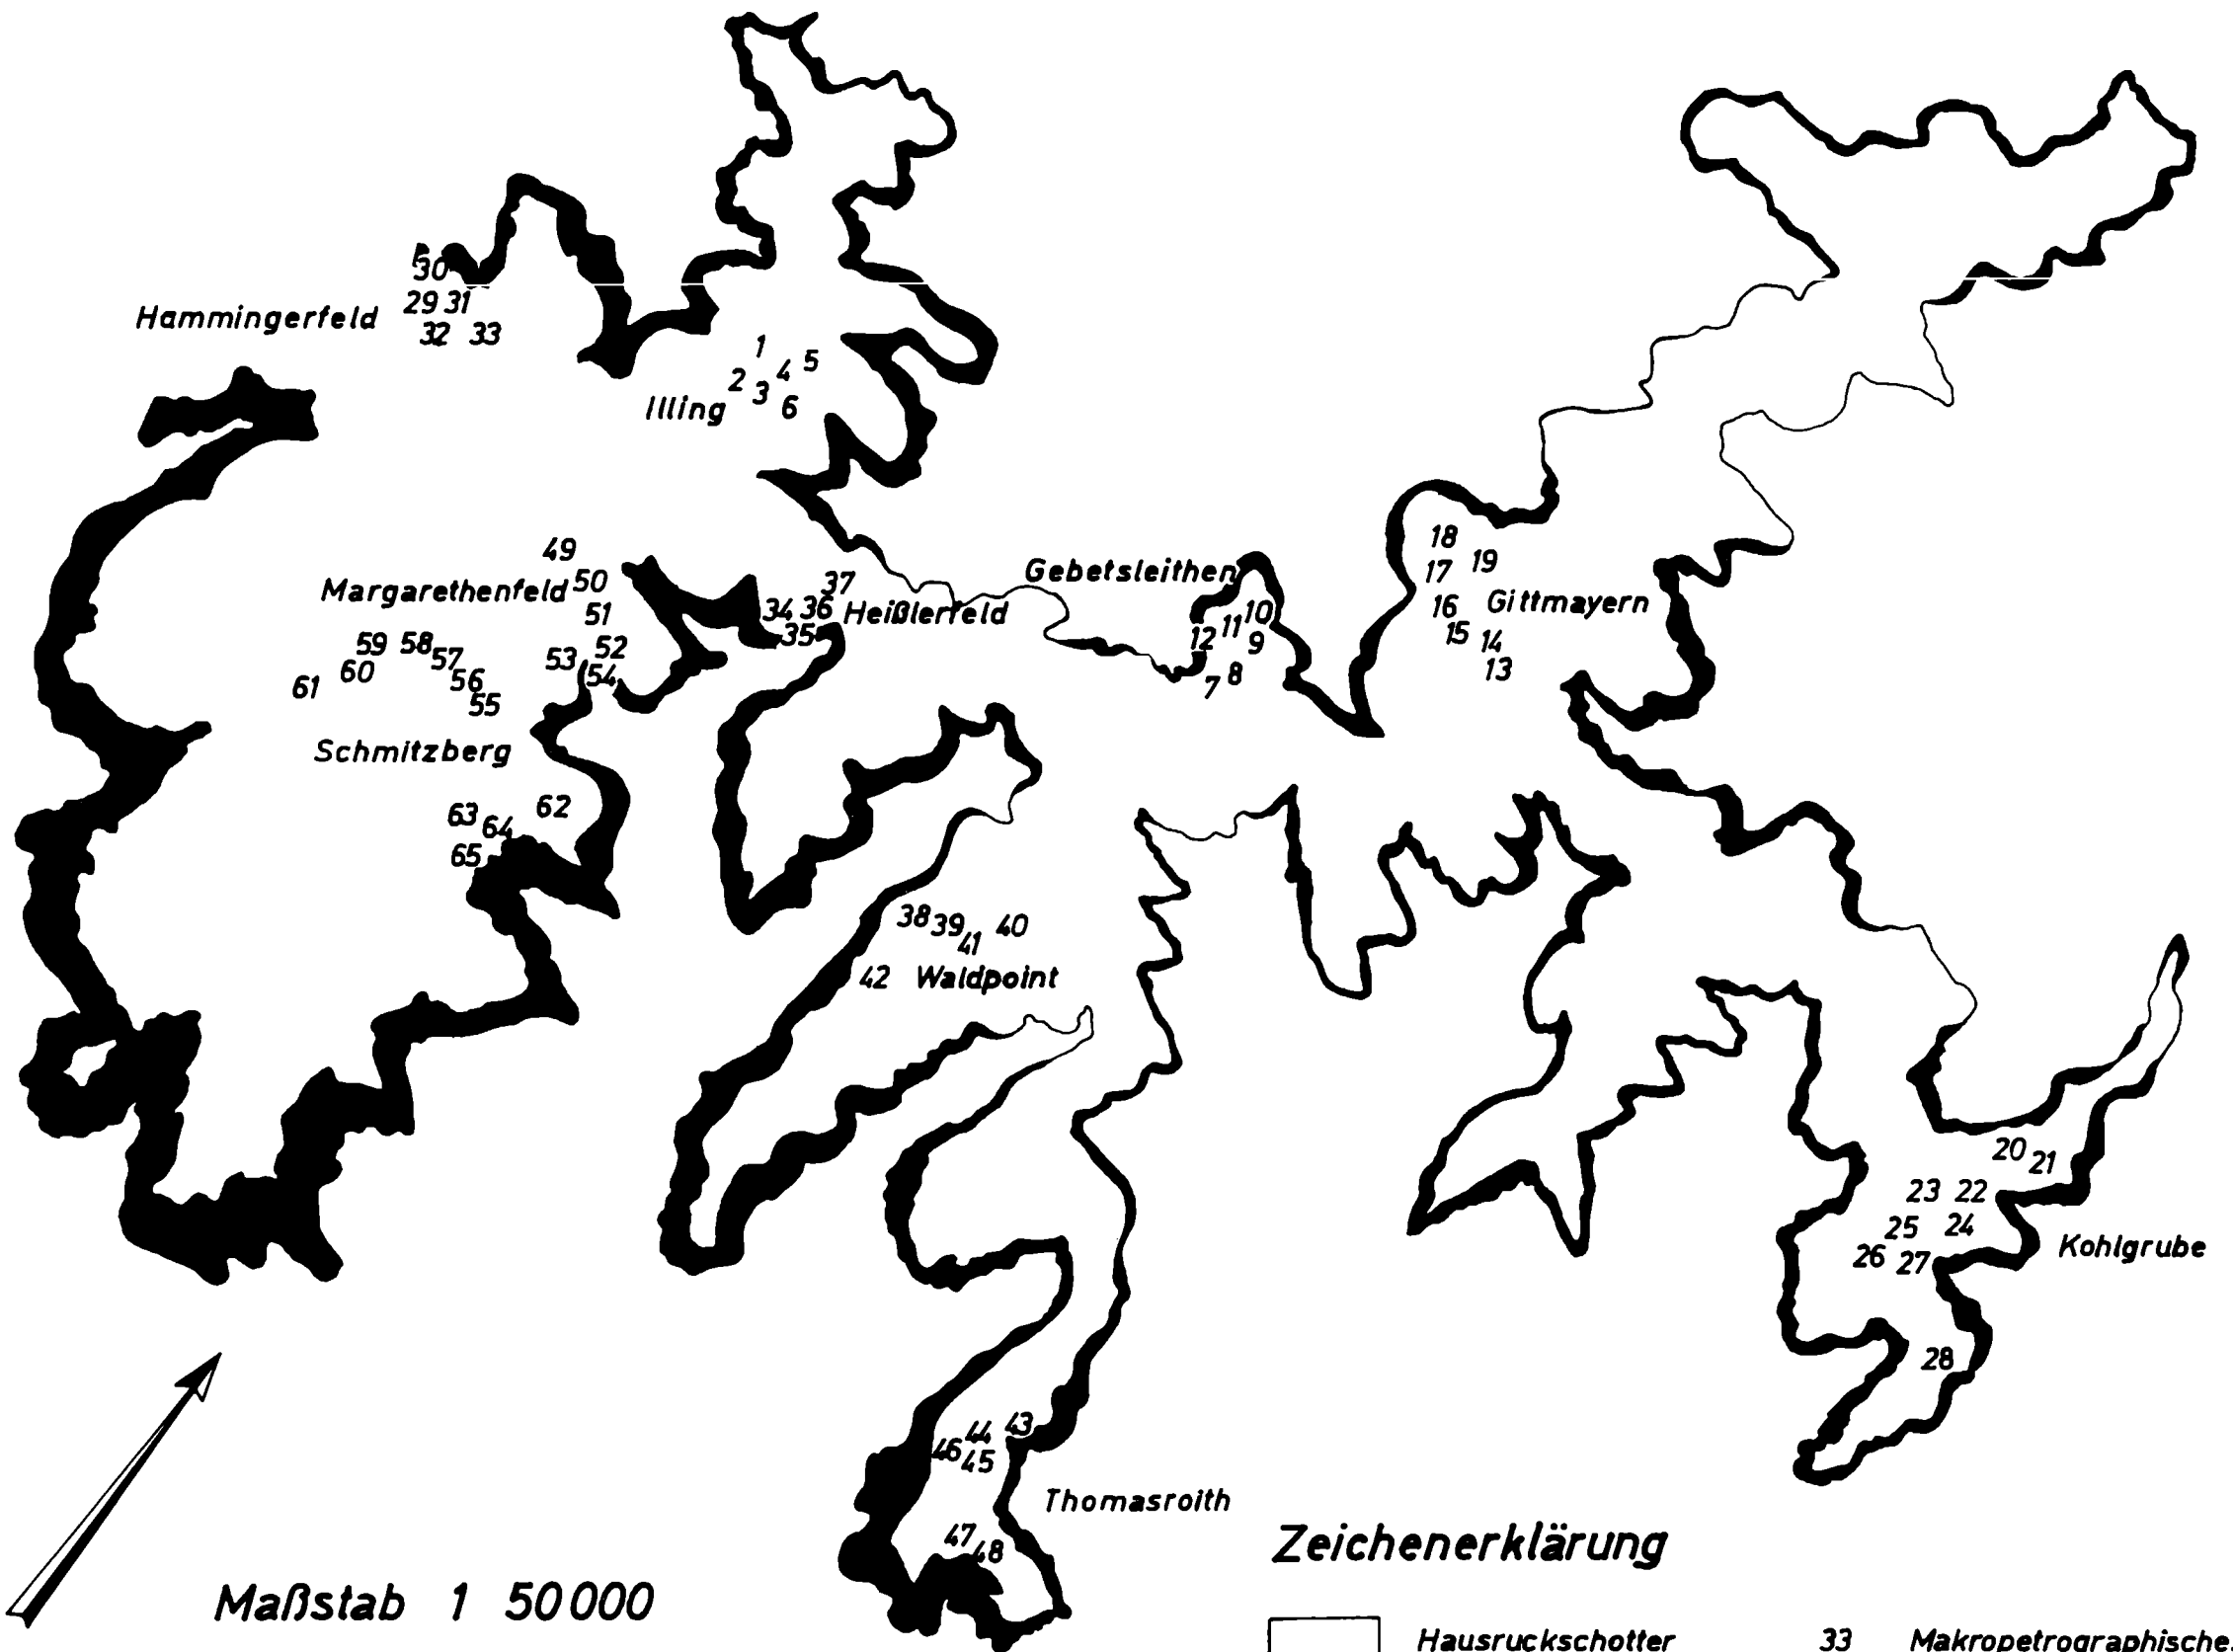 30
29 31
Hammingerfeld
32 33
1
2 3 4 5
6
Illing
49
Margarethenfeld 50
51
37
34 36 Heißlerfeld
35
59 58 57
53 52
54
61 60
56
55
Schmitzberg
62
63 64
65
Gebetsleithen
10
12 11 9
7 8
18
17 19
16 Gittmayern
15 14
13
38 39 40
41
42 Waldpoint
20 21
23 22
25 24
26 27 Kohlgrube
28
44 43
46 45
Thomasroith
47 48
Maßstab 1 50 000
Zeichenerklärung
Hausruckschotter 33 Makropetrographische